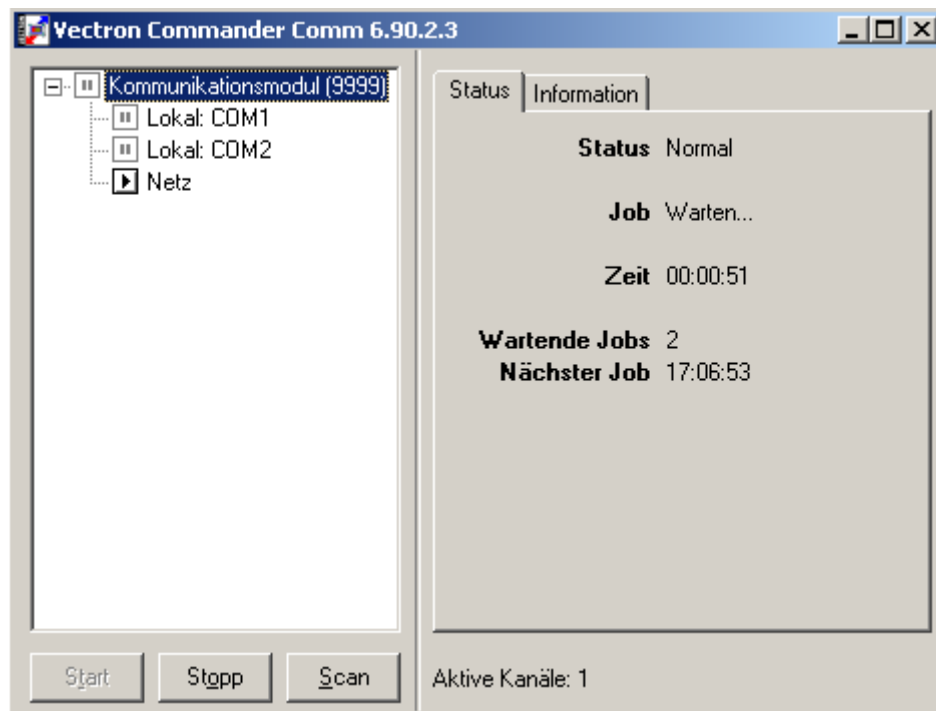 Vectron Commander Comm 6.90.2.3
Kommunikationsmodul (9999)
Lokal: COM1
Lokal: COM2
Netz
Start Stopp Scan
Status Information
Status Normal
Job Warten...
Zeit 00:00:51
Wartende Jobs 2
Nächster Job 17:06:53
Aktive Kanäle: 1